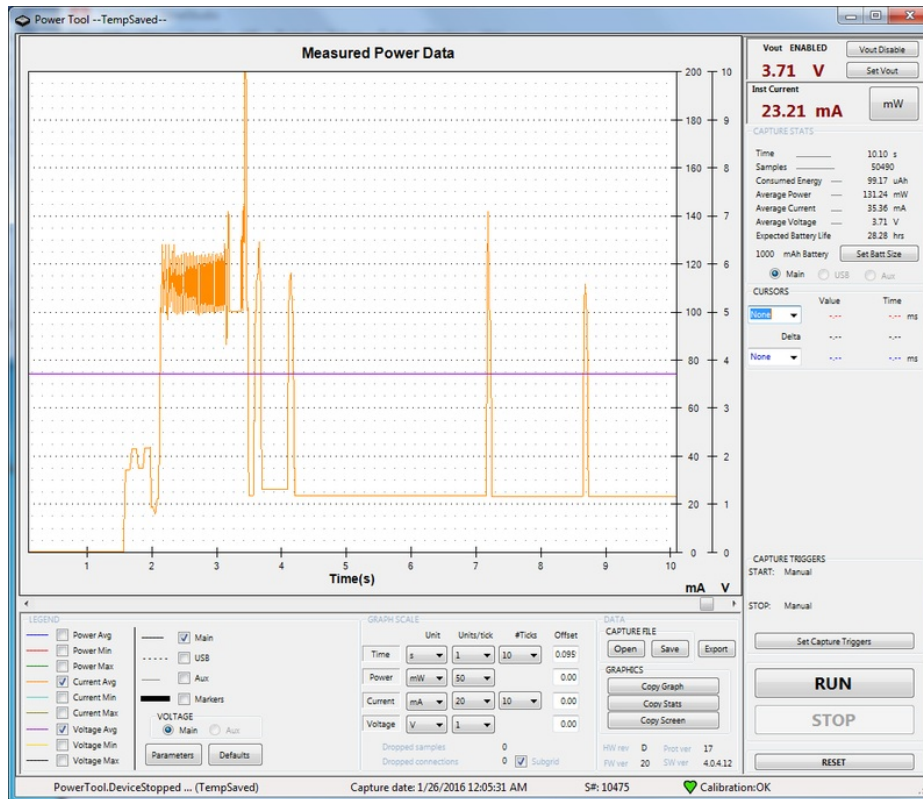 Power Tool --TempSaved--
Measured Power Data
200 10
180 9
160 8
140 7
120 6
100 5
80 4
60 3
40 2
20 1
0 0
1 2 3 4 5 6 7 8 9 10
Time(s)
mA V
Vout ENABLED Vout Disable
3.71 V Set Vout
Inst Current
23.21 mA mW
CAPTURE STATS
Time 10.10 s
Samples 50490
Consumed Energy 99.17 uAh
Average Power 131.24 mW
Average Current 35.36 mA
Average Voltage 3.71 V
Expected Battery Life 28.28 hrs
1000 mAh Battery Set Batt Size
Main USB Aux
CURSORS
Value Time
None -.-- -.-- ms
Delta -.-- -.--
None -.-- -.-- ms
CAPTURE TRIGGERS
START: Manual
STOP: Manual
Set Capture Triggers
RUN
STOP
RESET
LEGEND
Power Avg
Power Min
Power Max
Current Avg
Current Min
Current Max
Voltage Avg
Voltage Min
Voltage Max
Main
USB
Aux
Markers
VOLTAGE
Main Aux
Parameters Defaults
GRAPH SCALE
Unit Units/tick #Ticks Offset
Time s 1 10 0.095
Power mW 50 0.00
Current mA 20 10 0.00
Voltage V 1 0.00
Dropped samples 0
Dropped connections 0 Subgrid
DATA
CAPTURE FILE
Open Save Export
GRAPHICS
Copy Graph
Copy Stats
Copy Screen
HW rev D Prot ver 17
FW ver 20 SW ver 4.0.4.12
PowerTool.DeviceStopped ... (TempSaved) Capture date: 1/26/2016 12:05:31 AM S#: 10475 Calibration:OK